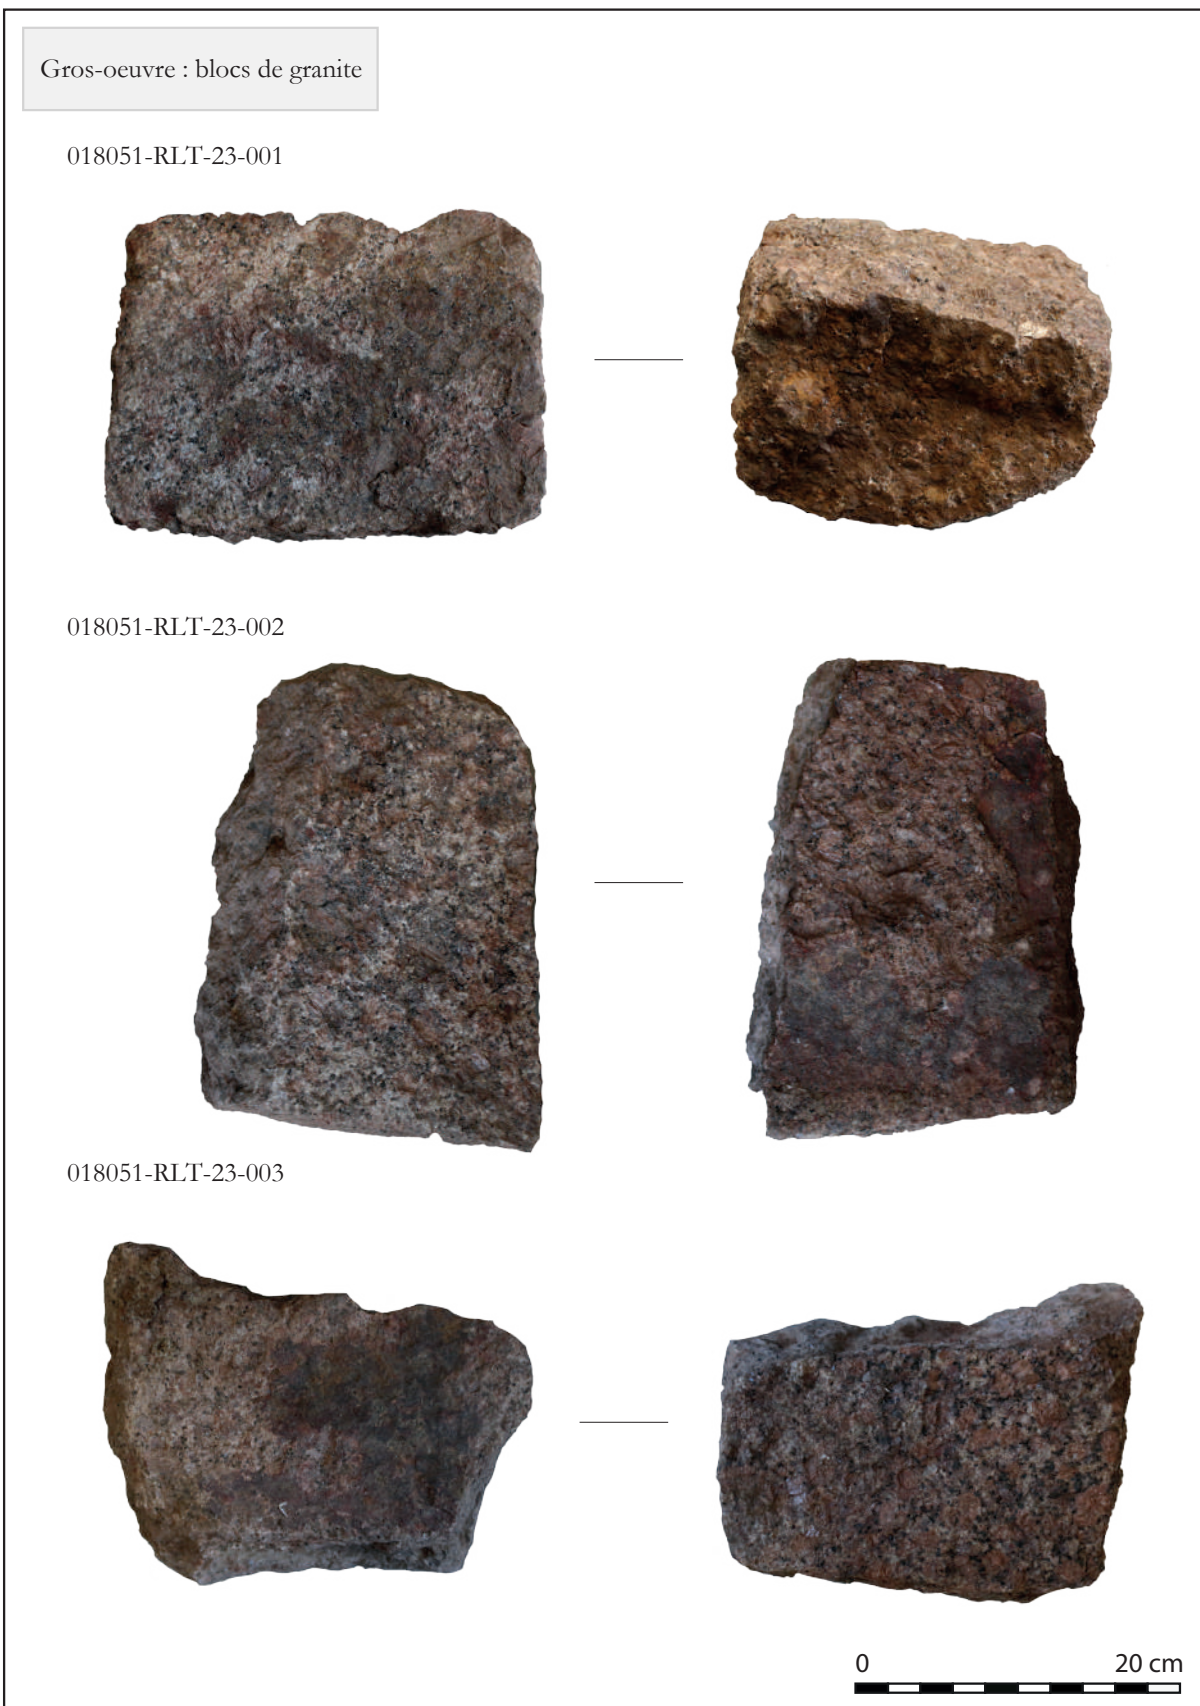 Gros-oeuvre : blocs de granite
018051-RLT-23-001
018051-RLT-23-002
018051-RLT-23-003
0 20 cm